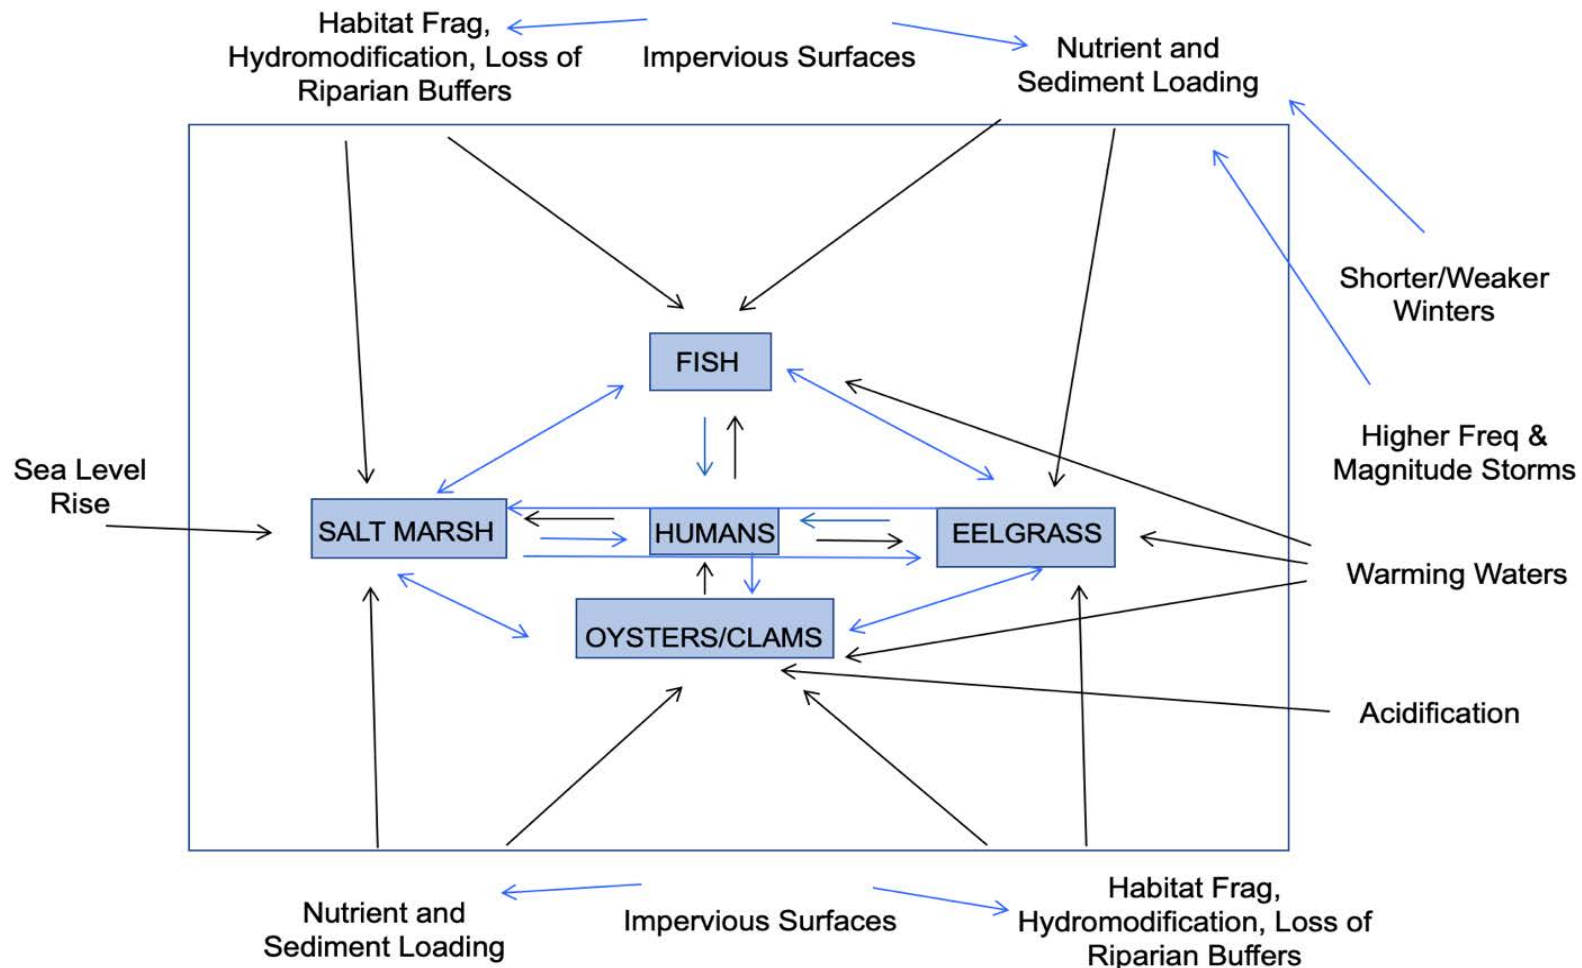 Habitat Frag,
Hydromodification, Loss of
Riparian Buffers
Impervious Surfaces
Nutrient and
Sediment Loading
Shorter/Weaker
Winters
FISH
Higher Freq &
Magnitude Storms
Sea Level
Rise
SALT MARSH
HUMANS
EELGRASS
Warming Waters
OYSTERS/CLAMS
Acidification
Nutrient and
Sediment Loading
Impervious Surfaces
Habitat Frag,
Hydromodification, Loss of
Riparian Buffers